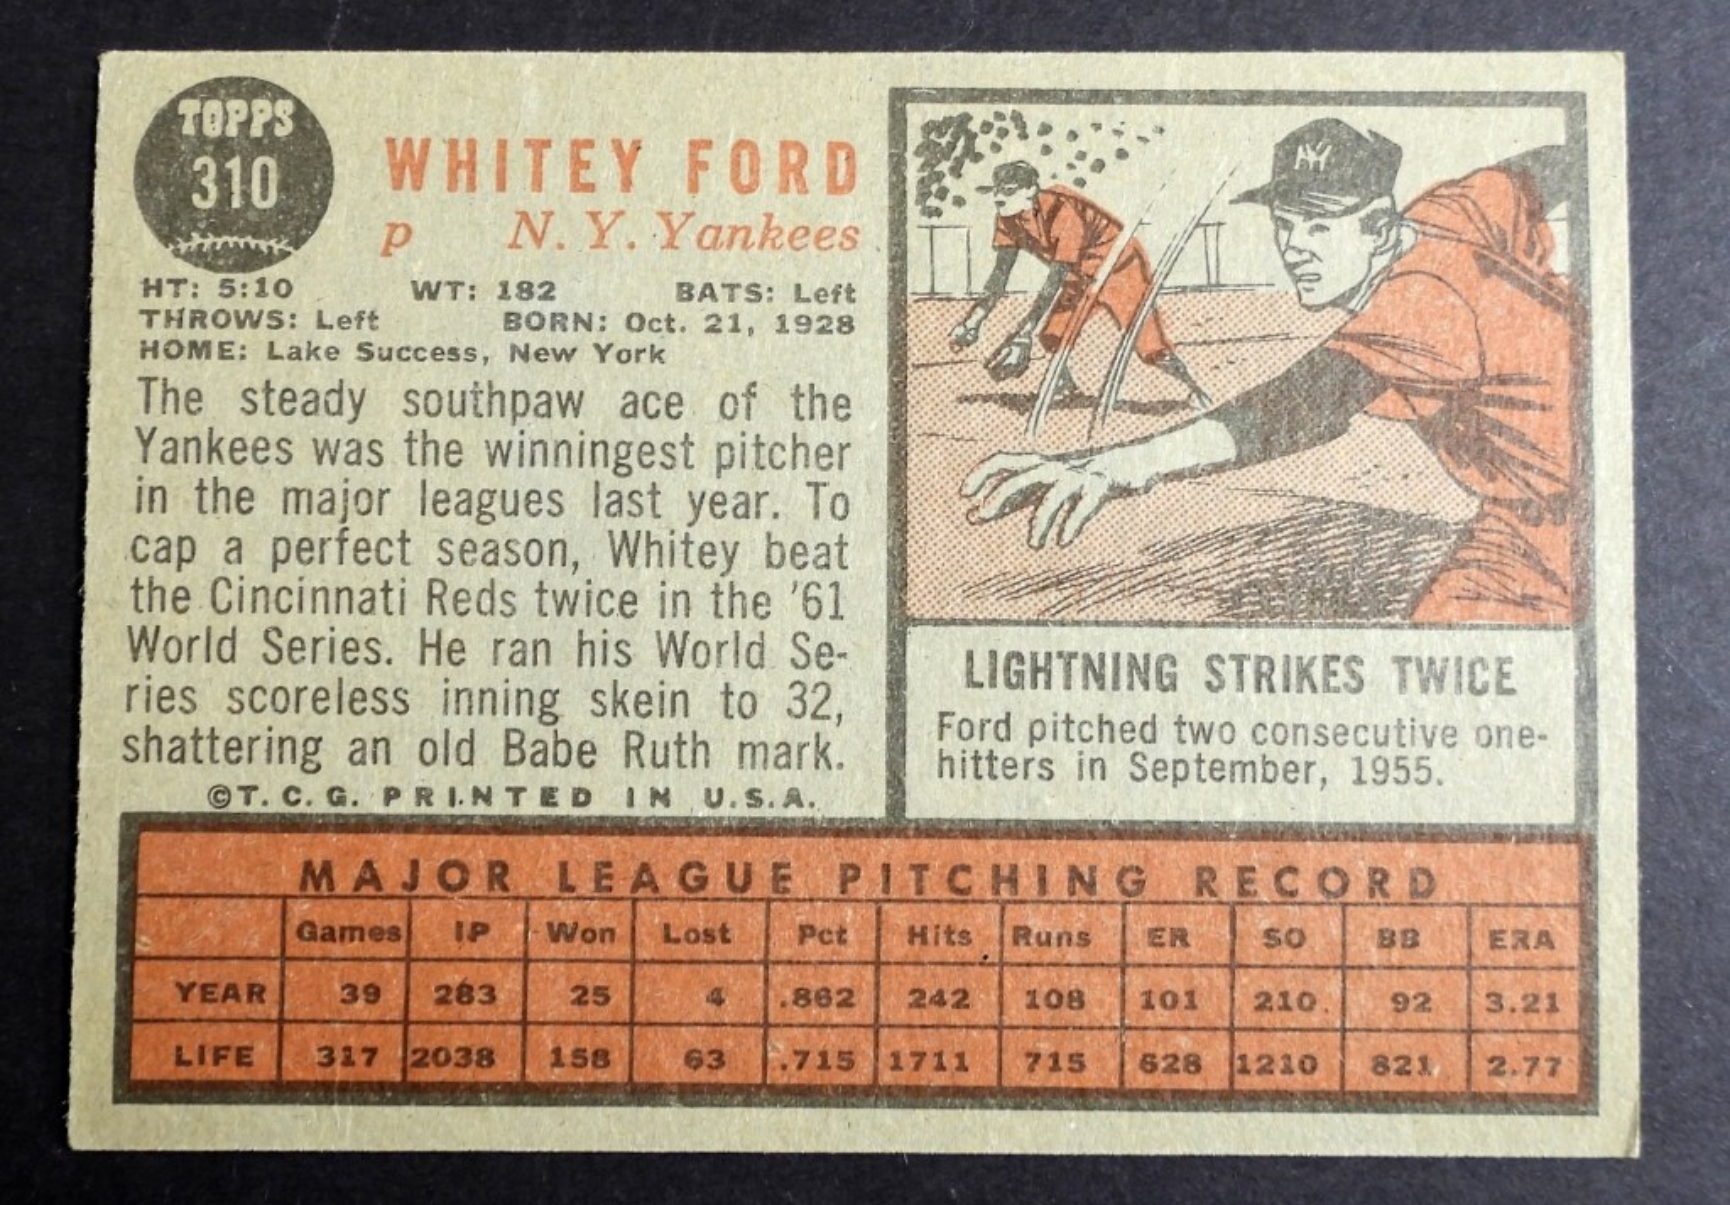 TOPPS
310
WHITEY FORD
p N. Y. Yankees
HT: 5:10 WT: 182 BATS: Left
THROWS: Left BORN: Oct. 21, 1928
HOME: Lake Success, New York
The steady southpaw ace of the
Yankees was the winningest pitcher
in the major leagues last year. To
cap a perfect season, Whitey beat
the Cincinnati Reds twice in the '61
World Series. He ran his World Se-
ries scoreless inning skein to 32,
shattering an old Babe Ruth mark.
©T. C. G. PRINTED IN U.S.A.
NY
LIGHTNING STRIKES TWICE
Ford pitched two consecutive one-
hitters in September, 1955.
MAJOR LEAGUE PITCHING RECORD
Games IP Won Lost Pct Hits Runs ER SO BB ERA
YEAR 39 283 25 4 .862 242 108 101 210 92 3.21
LIFE 317 2038 158 63 .715 1711 715 628 1210 821 2.77